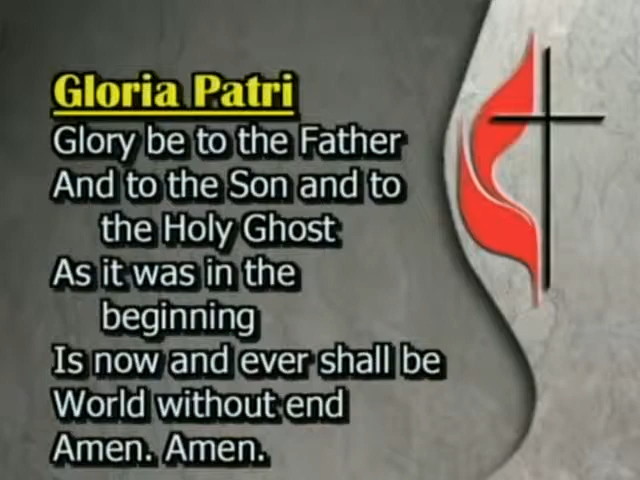 Gloria Patri
Glory be to the Father
And to the Son and to
the Holy Ghost
As it was in the
beginning
Is now and ever shall be
World without end
Amen. Amen.